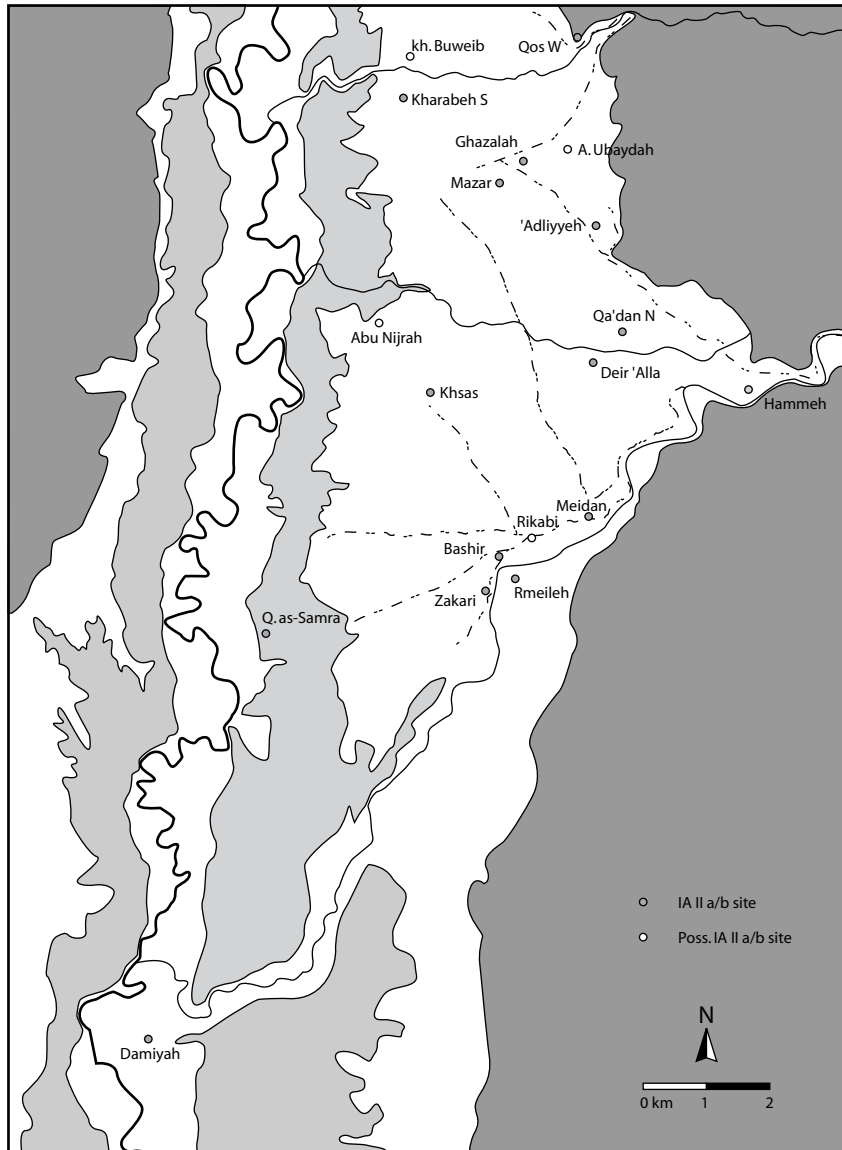 Qos W
kh. Buweib
Kharabeh S
Ghazalah
A. Ubaydah
Mazar
'Adliyyeh
Qa'dan N
Abu Nijrah
Deir 'Alla
Khsas
Hammeh
Meidan
Rikabi
Bashir
Zakari
Rmeileh
Q. as-Samra
IA II a/b site
Poss. IA II a/b site
N
0 km 1 2
Damiyah